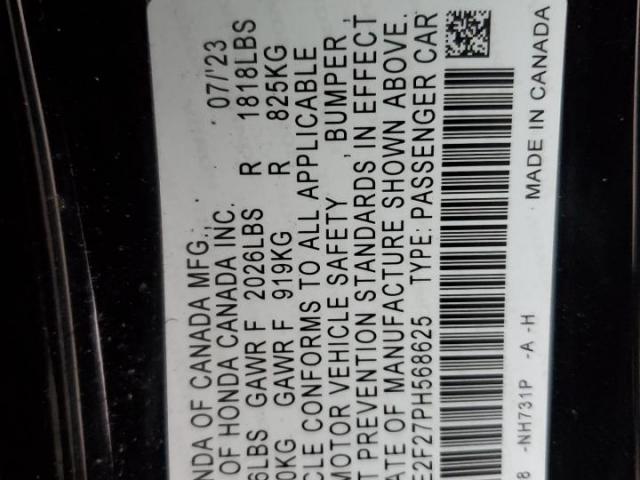 NDA OF CANADA MFG., 07/'23
OF HONDA CANADA INC.
6LBS GAWR F 2026LBS R 1818LBS
0KG GAWR F 919KG R 825KG
CLE CONFORMS TO ALL APPLICABLE
MOTOR VEHICLE SAFETY , BUMPER ,
T PREVENTION STANDARDS IN EFFECT
ATE OF MANUFACTURE SHOWN ABOVE.
E2F27PH568625 TYPE: PASSENGER CAR
8 -NH731P -A -H MADE IN CANADA